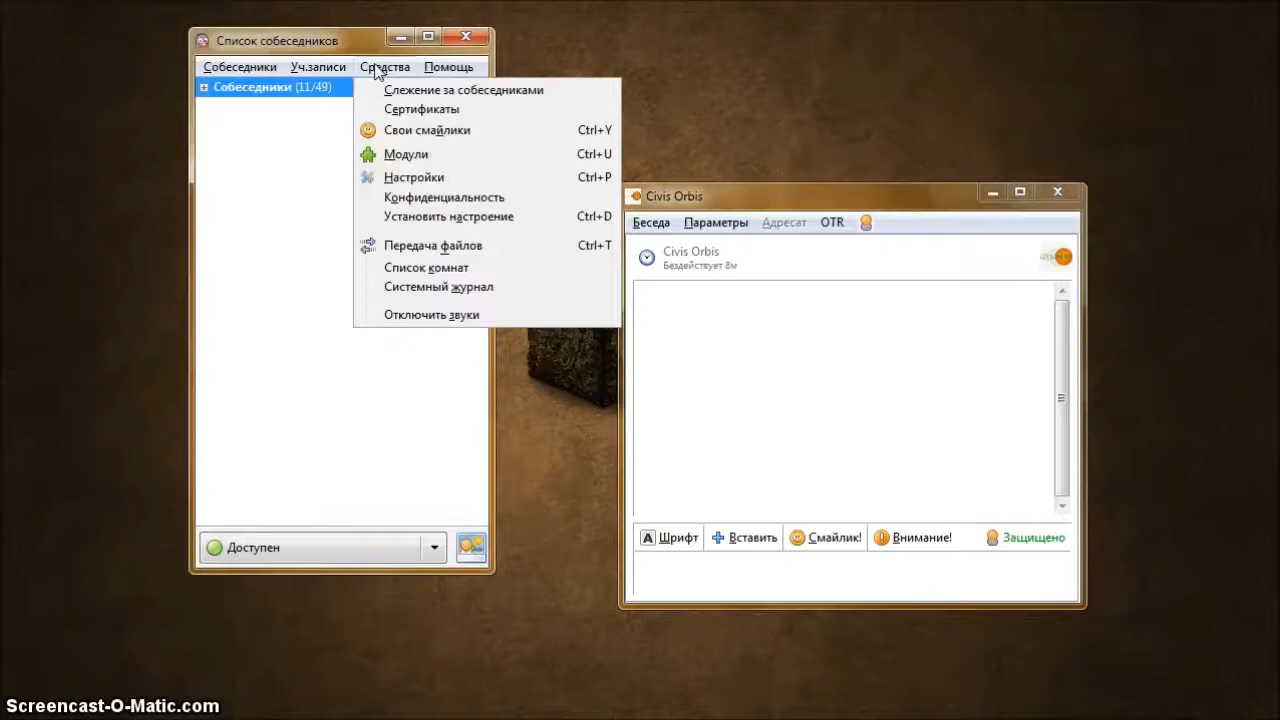 Список собеседников
Собеседники Уч.записи Средства Помощь
Собеседники (11/49)
Слежение за собеседниками
Сертификаты
Свои смайлики Ctrl+Y
Модули Ctrl+U
Настройки Ctrl+P
Конфиденциальность
Установить настроение Ctrl+D
Передача файлов Ctrl+T
Список комнат
Системный журнал
Отключить звуки
Доступен
Civis Orbis
Беседа Параметры Адресат OTR
Civis Orbis
Бездействует 8м
A Шрифт Вставить Смайлик! Внимание! Защищено
Screencast-O-Matic.com